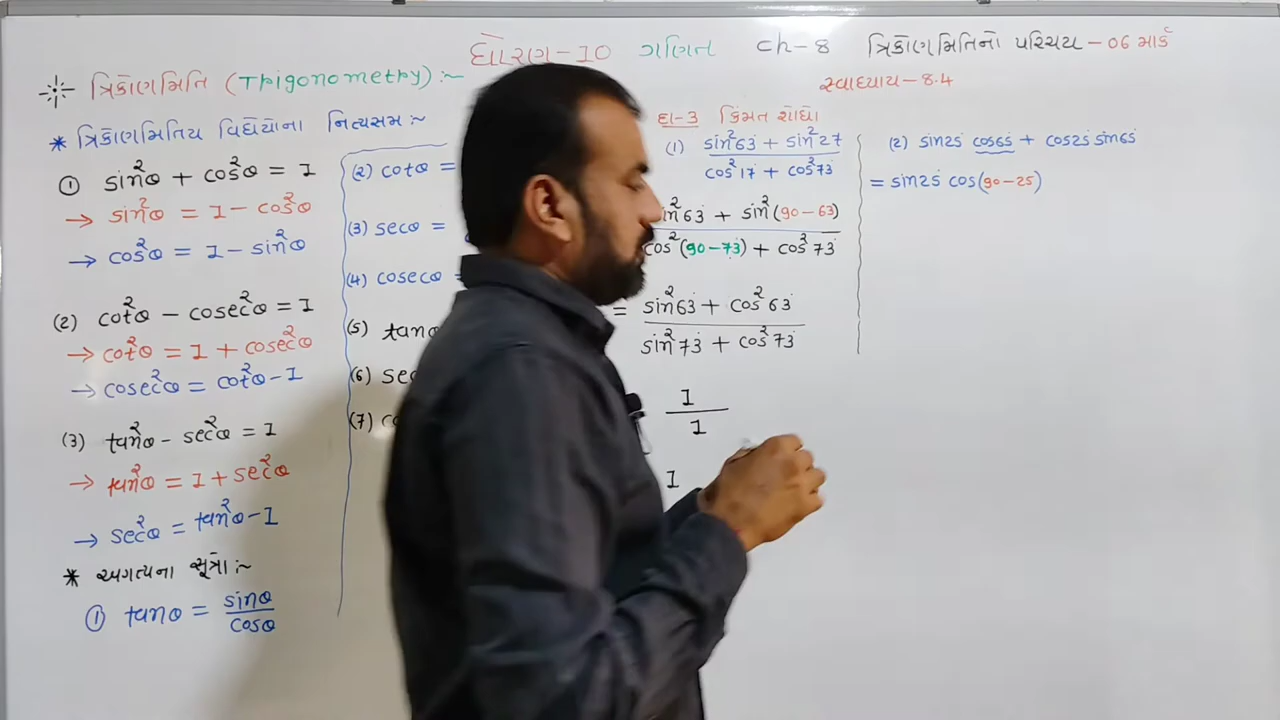 ધોરણ-10 ગણિત ch-8 ત્રિકોણમિતિનો પરિચય - 06 માર્ક
ત્રિકોણમિતિ (Trigonometry) :~
સ્વાધ્યાય - 8.4
* ત્રિકોણમિતિય વિધેયોના નિત્યસમ :~
① sin²θ + cos²θ = 1
→ sin²θ = 1 - cos²θ
→ cos²θ = 1 - sin²θ
(2) cot²θ - cosec²θ = 1
→ cot²θ = 1 + cosec²θ
→ cosec²θ = cot²θ - 1
(3) tan²θ - sec²θ = 1
→ tan²θ = 1 + sec²θ
→ sec²θ = tan²θ - 1
* અગત્યના સૂત્રો :~
① tanθ = sinθ / cosθ
(2) cotθ =
(3) secθ =
(4) cosecθ =
(5) tan
(6)
(7)
દા-3 કિંમત શોધો
(1) sin²63° + sin²27° / cos²17° + cos²73°
sin²63° + sin²(90 - 63) / cos²(90 - 73) + cos²73°
= sin²63° + cos²63° / sin²73° + cos²73°
1 / 1
1
(2) sin25° cos65° + cos25° sin65°
= sin25° cos(90 - 25)